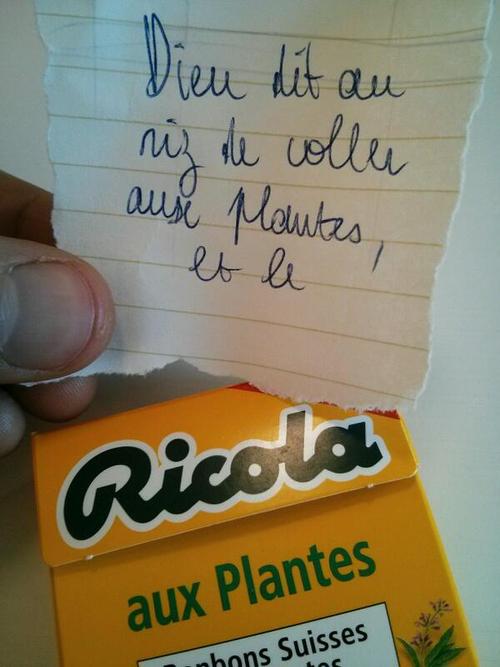 Dieu dit au
riz de coller
aux plantes,
et le
Ricola
aux Plantes
Bonbons Suisses